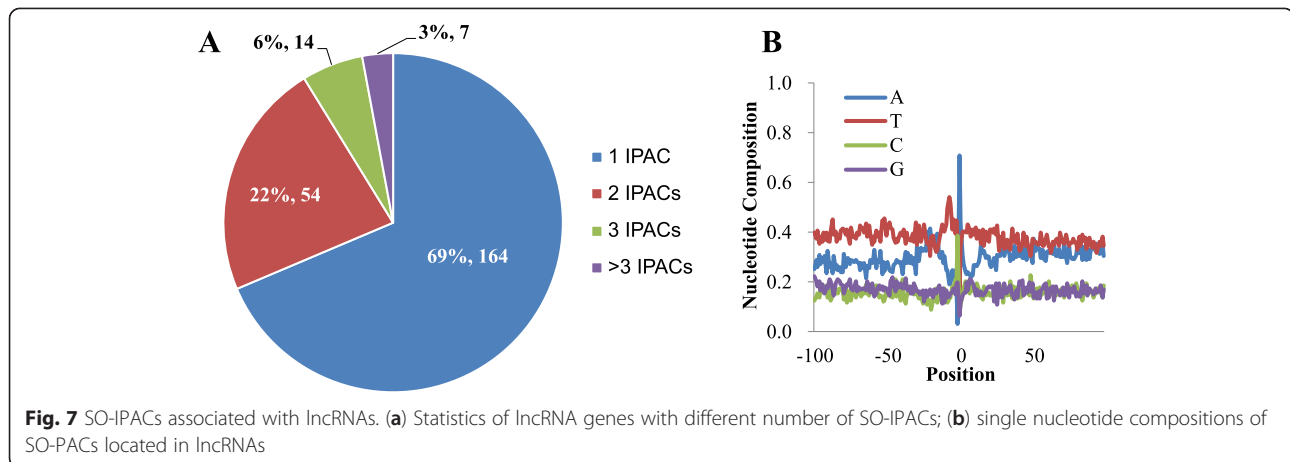 A
6%, 14
3%, 7
22%, 54
69%, 164
1 IPAC
2 IPACs
3 IPACs
>3 IPACs
B
1.0
0.8
0.6
0.4
0.2
0.0
Nucleotide Composition
A
T
C
G
-100 -50 0 50
Position
Fig. 7 SO-IPACs associated with lncRNAs. (a) Statistics of lncRNA genes with different number of SO-IPACs; (b) single nucleotide compositions of
SO-PACs located in lncRNAs